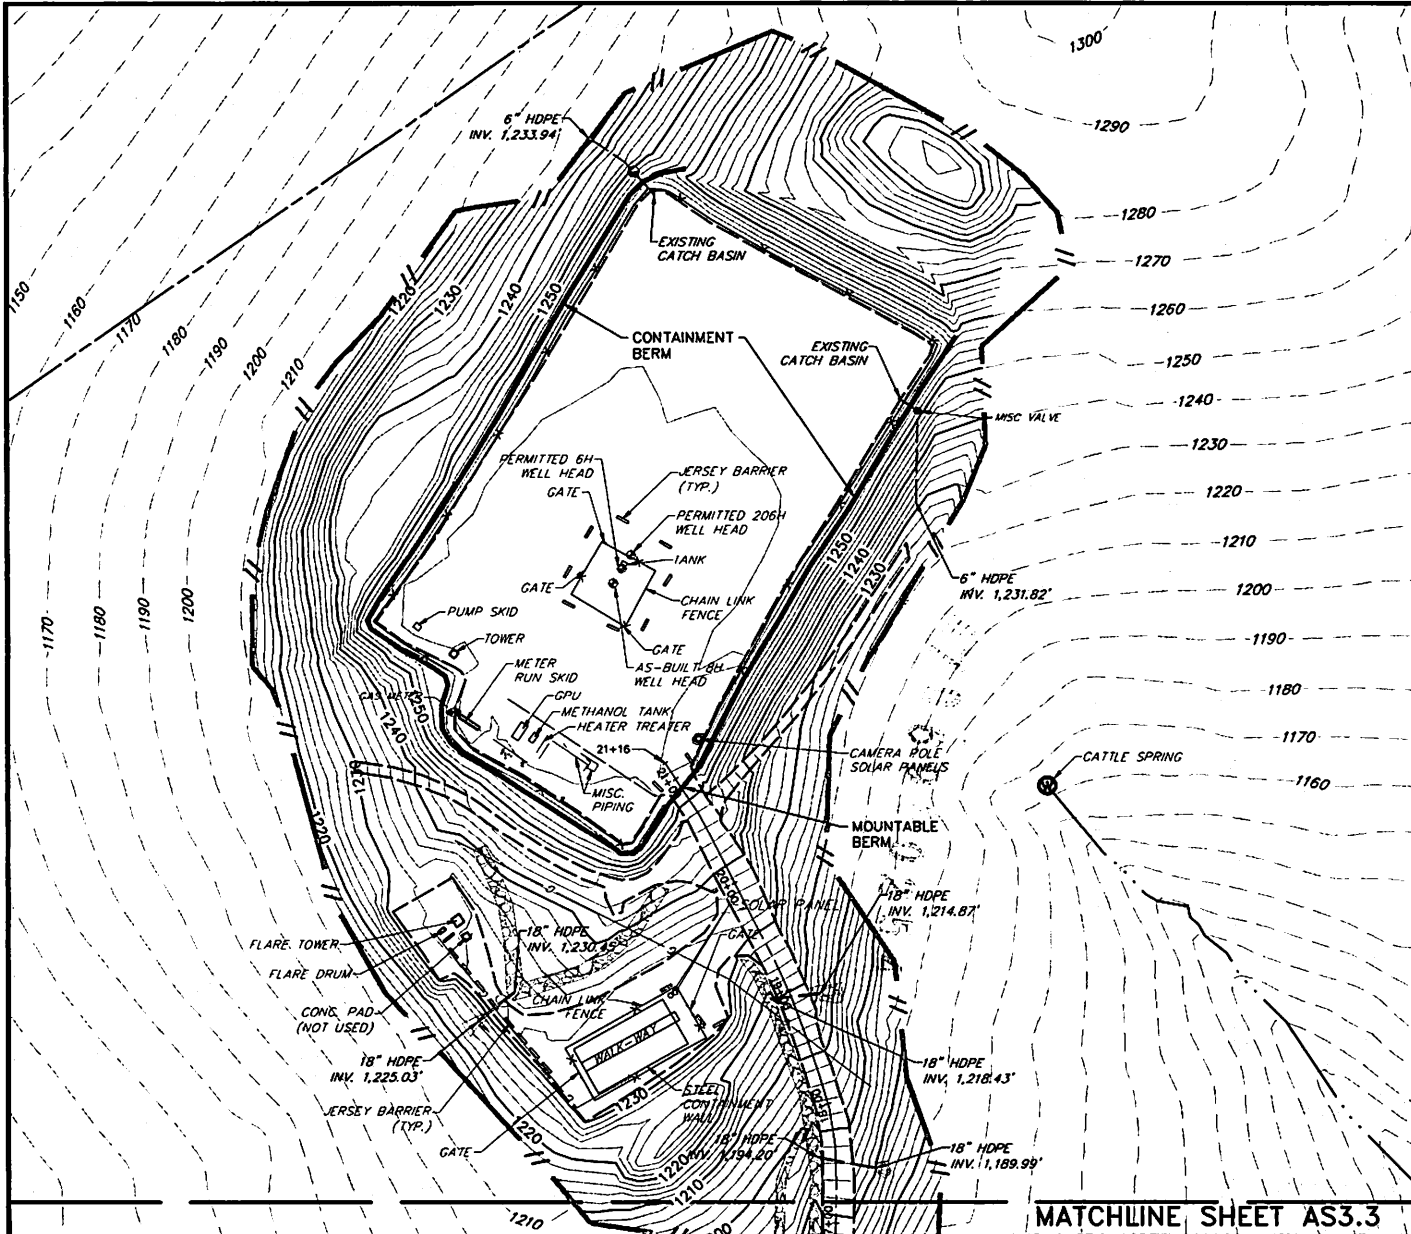 1300
1290
6" HDPE
INV. 1,233.94'
1280
EXISTING
CATCH BASIN
1270
1150
1160
1170
1180
1190
1200
1210
1220
1230
1240
1250
1260
CONTAINMENT
BERM
EXISTING
CATCH BASIN
1250
1240
MISC VALVE
1230
PERMITTED 6H
WELL HEAD
JERSEY BARRIER
(TYP.)
GATE
1220
PERMITTED 206H
WELL HEAD
1210
TANK
1250
1240
1230
GATE
6" HDPE
INV. 1,231.82'
1200
CHAIN LINK
FENCE
1170
1180
1190
1200
PUMP SKID
TOWER
GATE
1190
AS-BUILT 8H
WELL HEAD
METER
RUN SKID
1180
GAS METER
1250
GPU
METHANOL TANK
HEATER TREATER
1240
21+16
1170
CAMERA POLE
SOLAR PANELS
CATTLE SPRING
1160
MISC.
PIPING
1220
MOUNTABLE
BERM
20+00
SOLAR PANEL
18" HDPE
INV. 1,214.87'
18" HDPE
INV. 1,230.45'
GATE
FLARE TOWER
FLARE DRUM
CONC. PAD
(NOT USED)
CHAIN LINK
FENCE
WALK-WAY
18" HDPE
INV. 1,225.03'
18" HDPE
INV. 1,218.43'
JERSEY BARRIER
(TYP.)
1230
STEEL
CONTAINMENT
WALL
GATE
1220
18" HDPE
INV. 1,194.20'
18" HDPE
INV. 1,189.99'
1220
1210
1210
MATCHLINE SHEET AS3.3